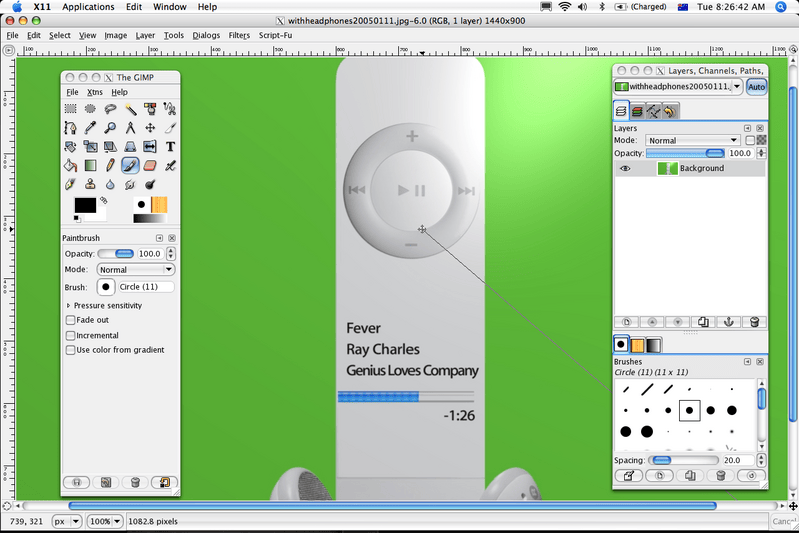 X11 Applications Edit Window Help
(Charged) Tue 8:26:42 AM
withheadphones20050111.jpg-6.0 (RGB, 1 layer) 1440x900
File Edit Select View Image Layer Tools Dialogs Filters Script-Fu
The GIMP
File Xtns Help
Paintbrush
Opacity: 100.0
Mode: Normal
Brush: Circle (11)
Pressure sensitivity
Fade out
Incremental
Use color from gradient
Fever
Ray Charles
Genius Loves Company
-1:26
Layers, Channels, Paths,
withheadphones20050111. Auto
Layers
Mode: Normal
Opacity: 100.0
Background
Brushes
Circle (11) (11 x 11)
Spacing: 20.0
739, 321 px 100% 1082.8 pixels Cancel